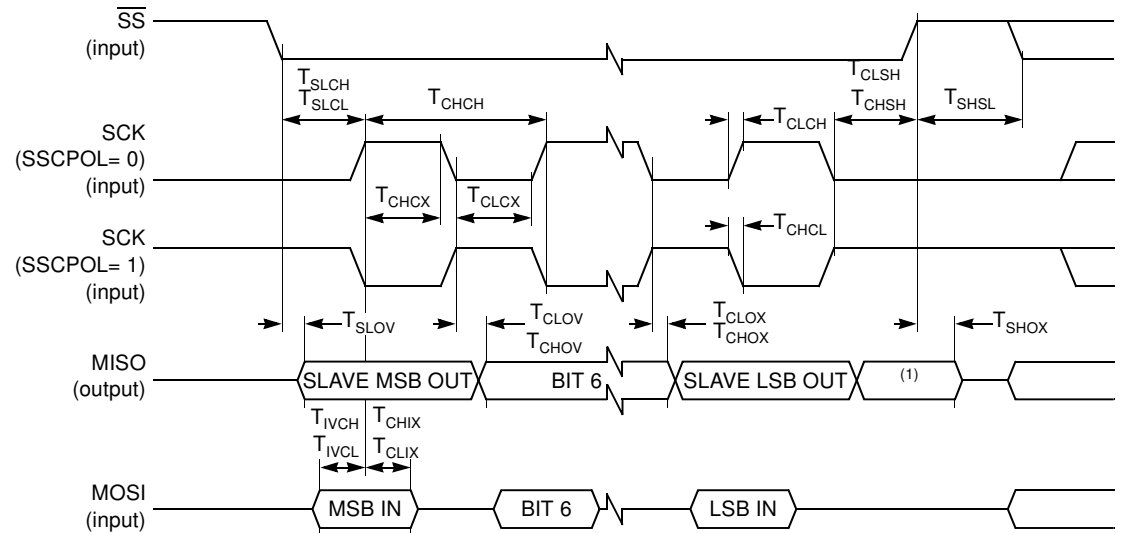 SS
(input)
T_SLCH
T_SLCL
T_CHCH
T_CLSH
T_CHSH
T_SHSL
T_CLCH
SCK
(SSCPOL= 0)
(input)
T_CHCX
T_CLCX
T_CHCL
SCK
(SSCPOL= 1)
(input)
T_SLOV
T_CLOV
T_CHOV
T_CLOX
T_CHOX
T_SHOX
MISO
(output)
SLAVE MSB OUT
BIT 6
SLAVE LSB OUT
(1)
T_IVCH
T_IVCL
T_CHIX
T_CLIX
MOSI
(input)
MSB IN
BIT 6
LSB IN